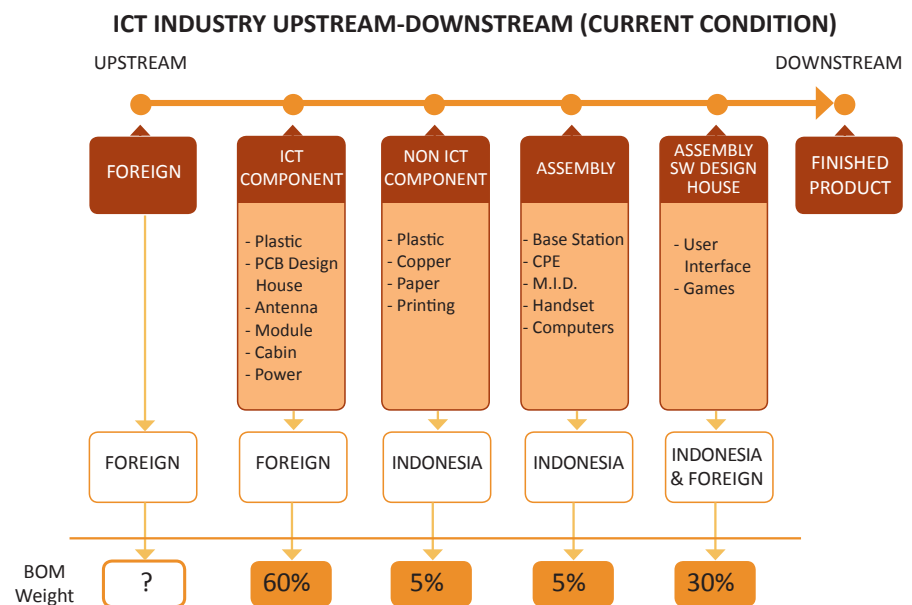 ICT INDUSTRY UPSTREAM-DOWNSTREAM (CURRENT CONDITION)
UPSTREAM
DOWNSTREAM
FOREIGN
ICT
COMPONENT
- Plastic
- PCB Design
House
- Antenna
- Module
- Cabin
- Power
NON ICT
COMPONENT
- Plastic
- Copper
- Paper
- Printing
ASSEMBLY
- Base Station
- CPE
- M.I.D.
- Handset
- Computers
ASSEMBLY
SW DESIGN
HOUSE
- User
Interface
- Games
FINISHED
PRODUCT
FOREIGN
FOREIGN
INDONESIA
INDONESIA
INDONESIA
& FOREIGN
BOM
Weight
?
60%
5%
5%
30%